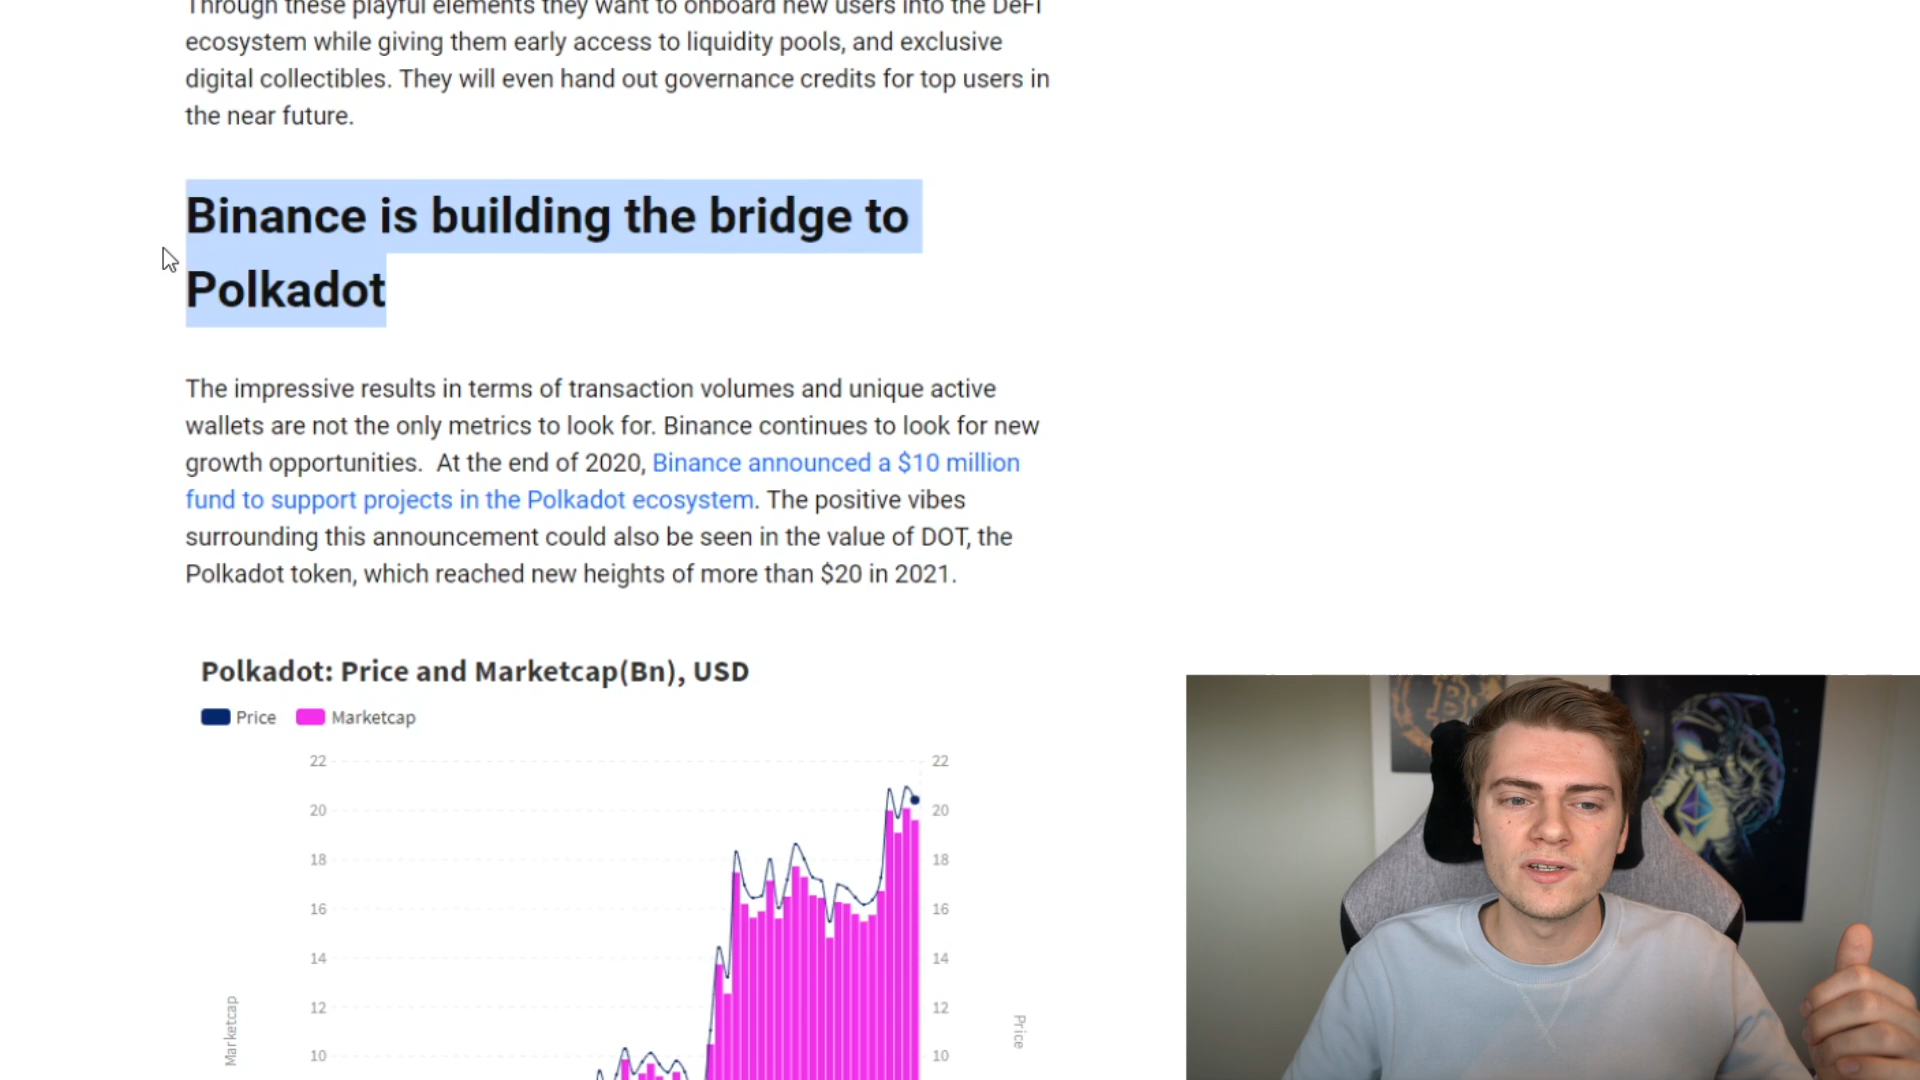 Through these playful elements they want to onboard new users into the DeFi
ecosystem while giving them early access to liquidity pools, and exclusive
digital collectibles. They will even hand out governance credits for top users in
the near future.
Binance is building the bridge to
Polkadot
The impressive results in terms of transaction volumes and unique active
wallets are not the only metrics to look for. Binance continues to look for new
growth opportunities.  At the end of 2020, Binance announced a $10 million
fund to support projects in the Polkadot ecosystem. The positive vibes
surrounding this announcement could also be seen in the value of DOT, the
Polkadot token, which reached new heights of more than $20 in 2021.
Polkadot: Price and Marketcap(Bn), USD
Price Marketcap
22 22
20 20
18 18
16 16
14 14
12 12
10 10
Marketcap
Price